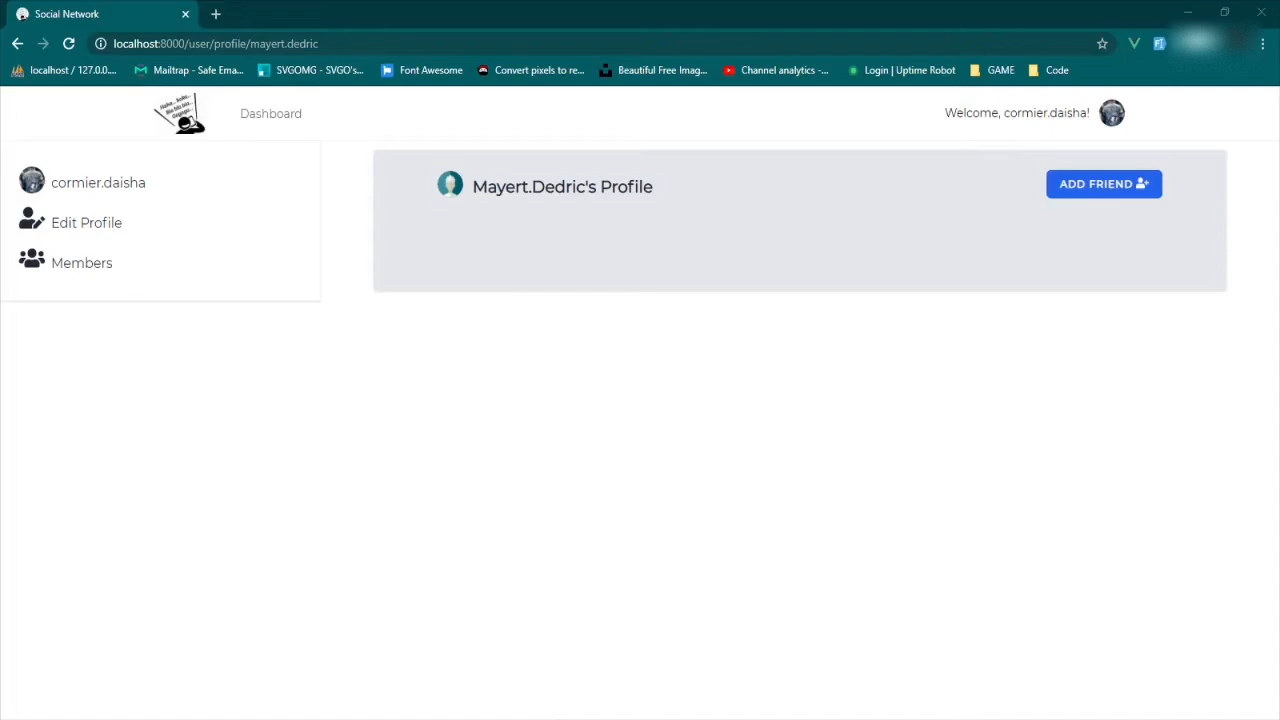 Social Network
localhost:8000/user/profile/mayert.dedric
localhost / 127.0.0....
Mailtrap - Safe Ema...
SVGOMG - SVGO's...
Font Awesome
Convert pixels to re...
Beautiful Free Imag...
Channel analytics -...
Login | Uptime Robot
GAME
Code
Dashboard
Welcome, cormier.daisha!
cormier.daisha
Edit Profile
Members
Mayert.Dedric's Profile
ADD FRIEND